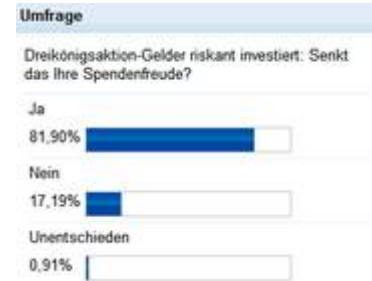 Umfrage
Dreikönigsaktion-Gelder riskant investiert: Senkt
das Ihre Spendenfreude?
Ja
81,90%
Nein
17,19%
Unentschieden
0,91%